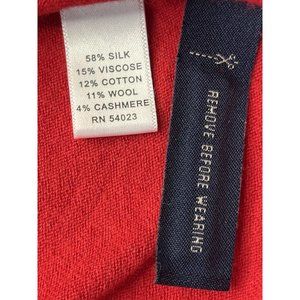 58% SILK
15% VISCOSE
12% COTTON
11% WOOL
4% CASHMERE
RN 54023
REMOVE BEFORE WEARING